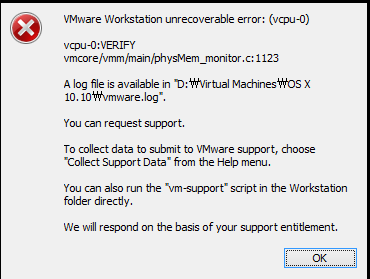 VMware Workstation unrecoverable error: (vcpu-0)
vcpu-0:VERIFY
vmcore/vmm/main/physMem_monitor.c:1123
A log file is available in "D:₩Virtual Machines₩OS X
10.10₩vmware.log".
You can request support.
To collect data to submit to VMware support, choose
"Collect Support Data" from the Help menu.
You can also run the "vm-support" script in the Workstation
folder directly.
We will respond on the basis of your support entitlement.
OK